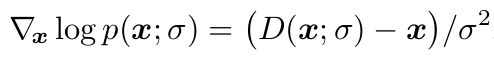 ∇𝒙 log p(𝒙; σ) = (D(𝒙; σ) − 𝒙)/σ²